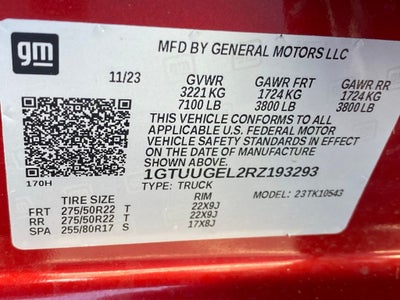 gm
MFD BY GENERAL MOTORS LLC
11/23 GVWR GAWR FRT GAWR RR
3221 KG 1724 KG 1724 KG
7100 LB 3800 LB 3800 LB
THIS VEHICLE CONFORMS TO ALL
APPLICABLE U.S. FEDERAL MOTOR
VEHICLE SAFETY STANDARDS IN EFFECT
ON THE DATE OF MANUFACTURE
SHOWN ABOVE.
1GTUUGEL2RZ193293
170H
TYPE: TRUCK MODEL: 23TK10543
TIRE SIZE RIM
FRT 275/50R22 T 22X9J
RR 275/50R22 T 22X9J
SPA 255/80R17 S 17X8J